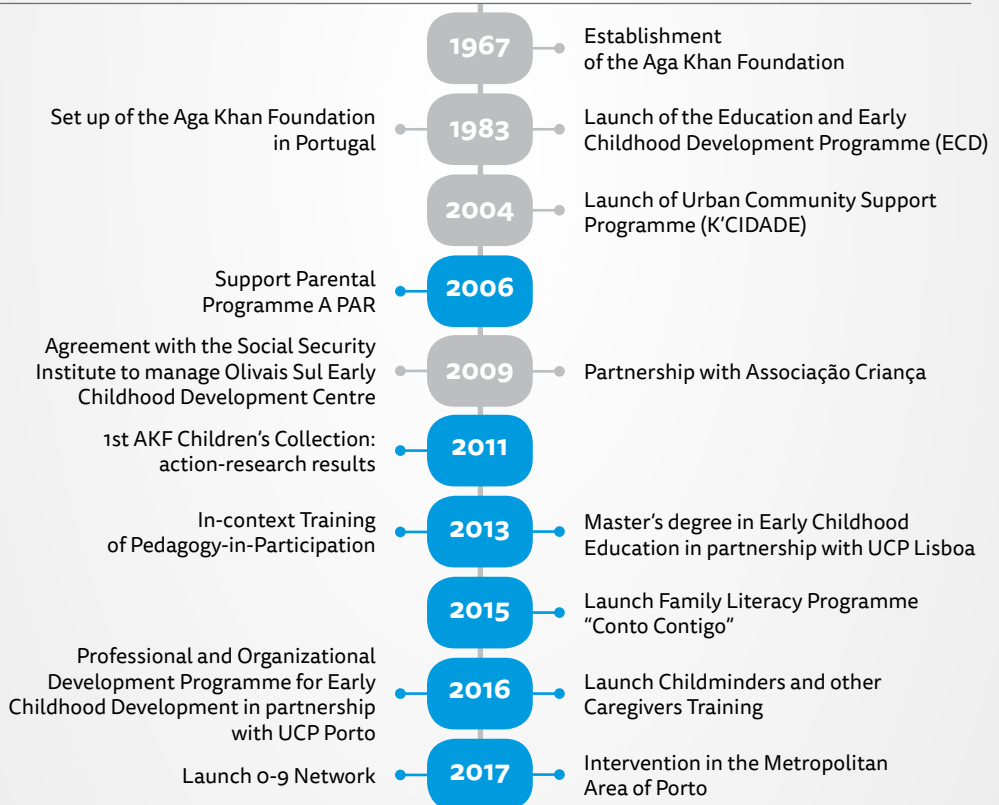 1967
Establishment
of the Aga Khan Foundation
Set up of the Aga Khan Foundation
in Portugal
1983
Launch of the Education and Early
Childhood Development Programme (ECD)
2004
Launch of Urban Community Support
Programme (K'CIDADE)
Support Parental
Programme A PAR
2006
Agreement with the Social Security
Institute to manage Olivais Sul Early
Childhood Development Centre
2009
Partnership with Associação Criança
1st AKF Children's Collection:
action-research results
2011
In-context Training
of Pedagogy-in-Participation
2013
Master's degree in Early Childhood
Education in partnership with UCP Lisboa
2015
Launch Family Literacy Programme
"Conto Contigo"
Professional and Organizational
Development Programme for Early
Childhood Development in partnership
with UCP Porto
2016
Launch Childminders and other
Caregivers Training
Launch 0-9 Network
2017
Intervention in the Metropolitan
Area of Porto